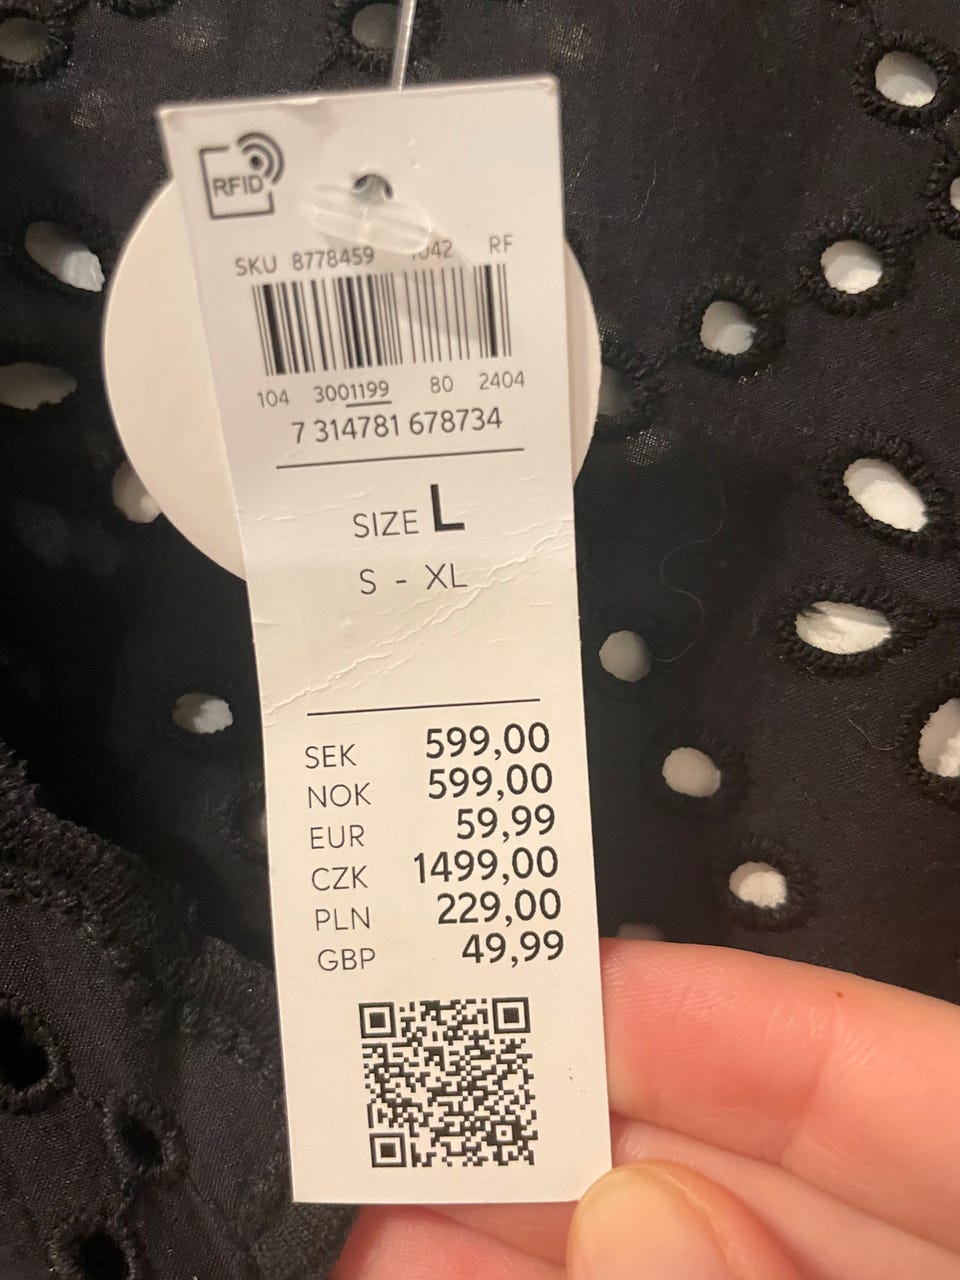 RFID
SKU 8778459 1042 RF
104 3001199 80 2404
7 314781 678734
SIZE L
S - XL
SEK 599,00
NOK 599,00
EUR 59,99
CZK 1499,00
PLN 229,00
GBP 49,99